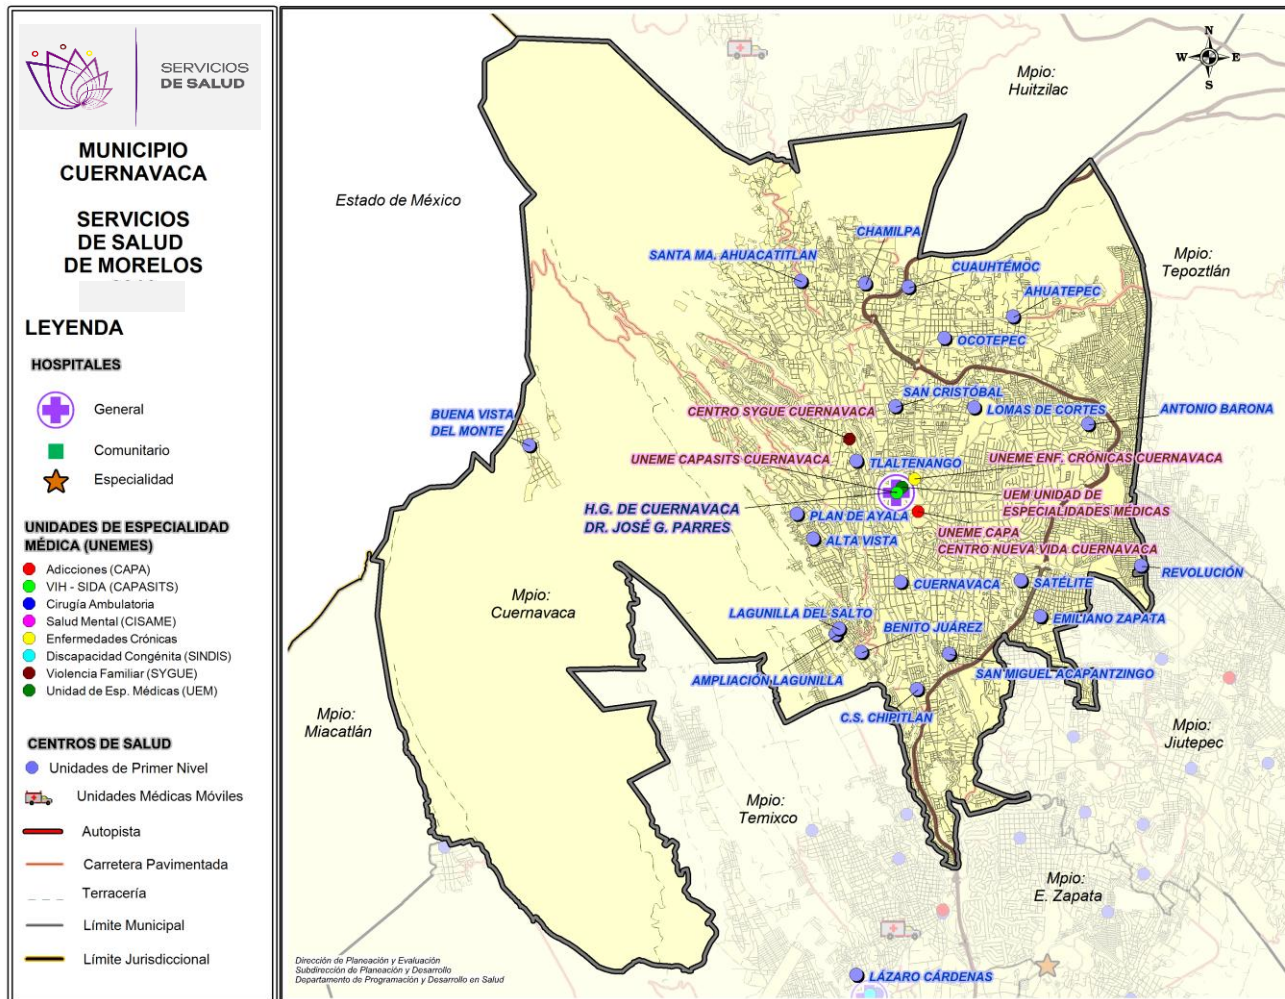 SERVICIOS
DE SALUD
MUNICIPIO
CUERNAVACA
SERVICIOS
DE SALUD
DE MORELOS
LEYENDA
HOSPITALES
General
Comunitario
Especialidad
UNIDADES DE ESPECIALIDAD
MÉDICA (UNEMES)
Adicciones (CAPA)
VIH - SIDA (CAPASITS)
Cirugía Ambulatoria
Salud Mental (CISAME)
Enfermedades Crónicas
Discapacidad Congénita (SINDIS)
Violencia Familiar (SYGUE)
Unidad de Esp. Médicas (UEM)
CENTROS DE SALUD
Unidades de Primer Nivel
Unidades Médicas Móviles
Autopista
Carretera Pavimentada
Terracería
Límite Municipal
Límite Jurisdiccional
N
W
E
S
Mpio:
Huitzilac
Estado de México
CHAMILPA
SANTA MA. AHUACATITLAN
CUAUHTÉMOC
Mpio:
Tepoztlán
AHUATEPEC
OCOTEPEC
SAN CRISTÓBAL
CENTRO SYGUE CUERNAVACA
LOMAS DE CORTES
ANTONIO BARONA
BUENA VISTA
DEL MONTE
UNEME CAPASITS CUERNAVACA
TLALTENANGO
UNEME ENF. CRÓNICAS CUERNAVACA
UEM UNIDAD DE
ESPECIALIDADES MÉDICAS
H.G. DE CUERNAVACA
DR. JOSÉ G. PARRES
PLAN DE AYALA
ALTA VISTA
UNEME CAPA
CENTRO NUEVA VIDA CUERNAVACA
REVOLUCIÓN
CUERNAVACA
SATÉLITE
Mpio:
Cuernavaca
LAGUNILLA DEL SALTO
BENITO JUÁREZ
EMILIANO ZAPATA
AMPLIACIÓN LAGUNILLA
SAN MIGUEL ACAPANTZINGO
C.S. CHIPITLAN
Mpio:
Miacatlán
Mpio:
Jiutepec
Mpio:
Temixco
Mpio:
E. Zapata
LÁZARO CÁRDENAS
Dirección de Planeación y Evaluación
Subdirección de Planeación y Desarrollo
Departamento de Programación y Desarrollo en Salud